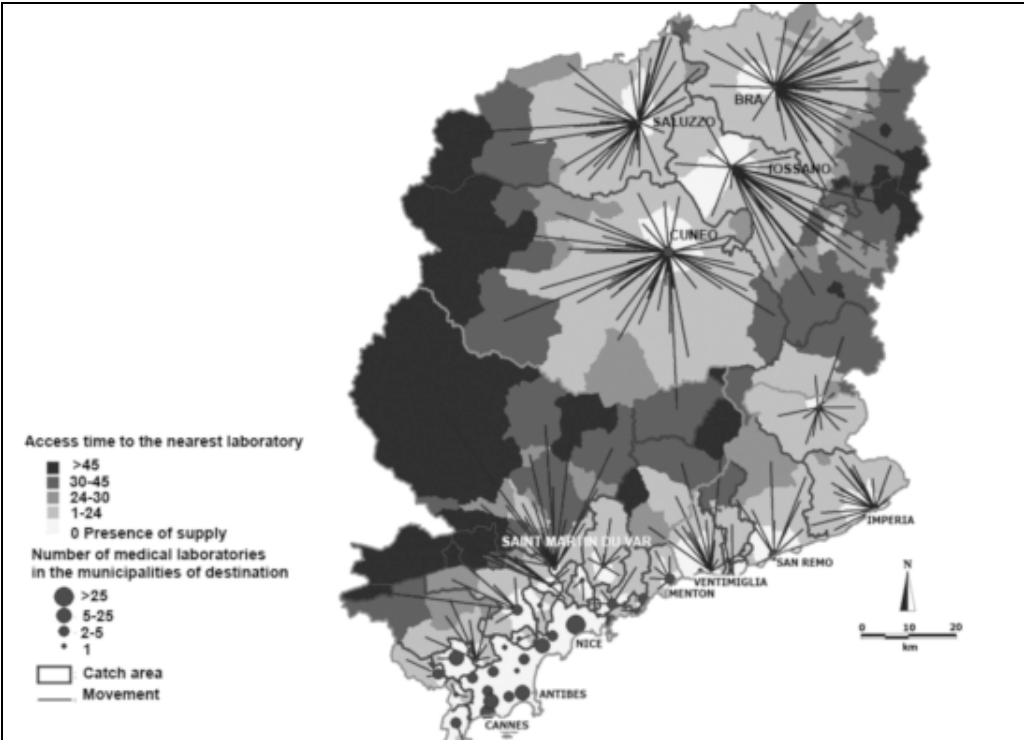 BRA
SALUZZO
fOSSANO
CUNEO
Access time to the nearest laboratory
>45
30-45
24-30
1-24
0 Presence of supply
Number of medical laboratories
in the municipalities of destination
>25
5-25
2-5
1
Catch area
Movement
IMPERIA
SAINT MARTIN DU VAR
SAN REMO
VENTIMIGLIA
MENTON
NICE
ANTIBES
CANNES
N
0 10 20
km